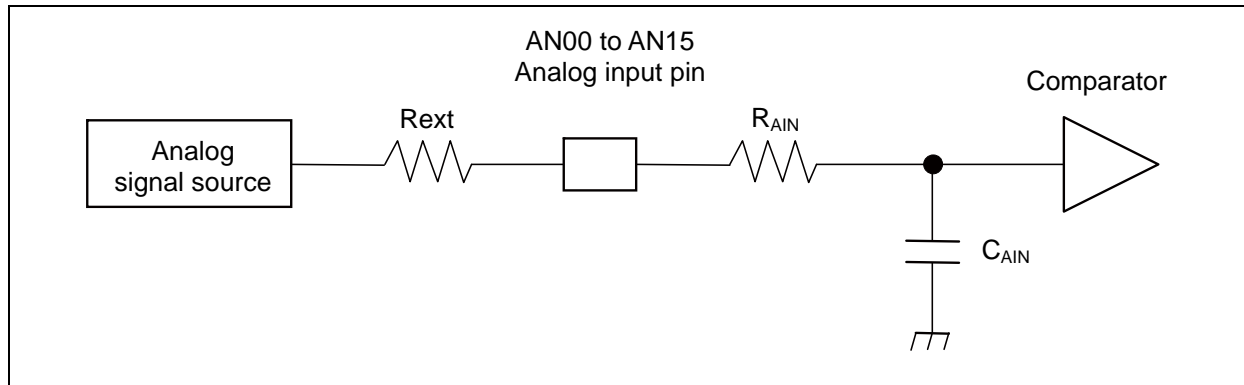 AN00 to AN15
Analog input pin
Comparator
Rext
RAIN
Analog
signal source
CAIN